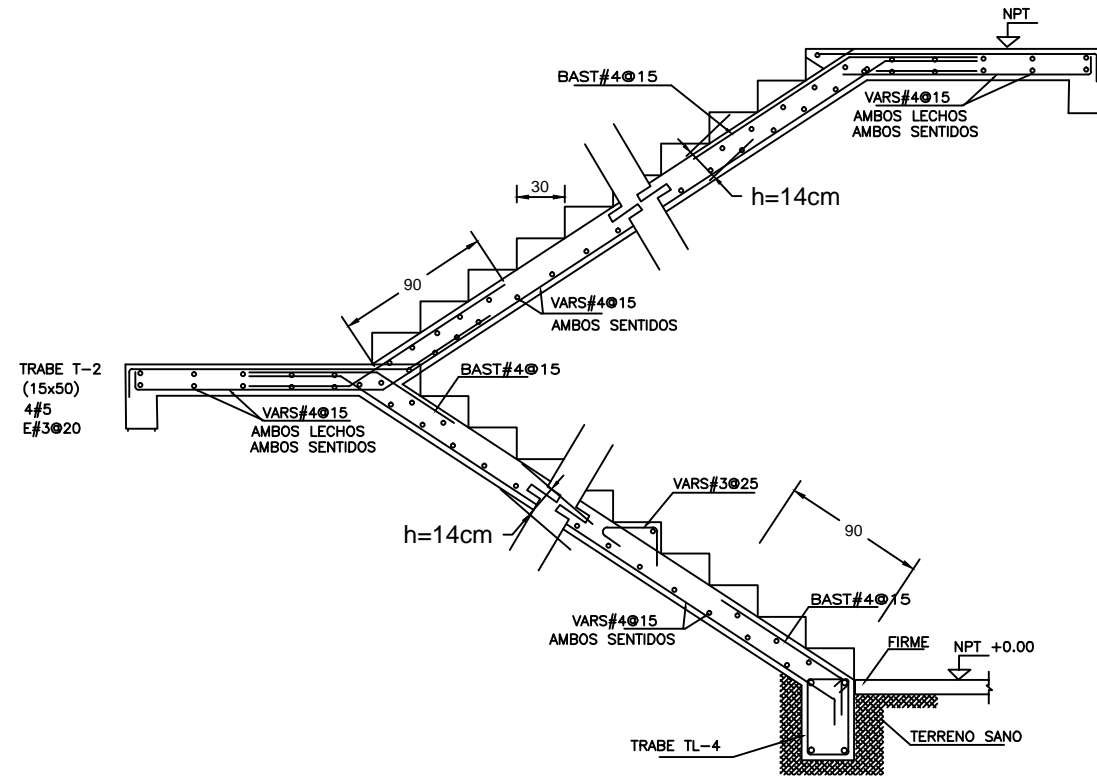 NPT
BAST#4@15
VARS#4@15
AMBOS LECHOS
AMBOS SENTIDOS
30
h=14cm
90
VARS#4@15
AMBOS SENTIDOS
TRABE T-2
(15x50)
4#5
E#3@20
BAST#4@15
VARS#4@15
AMBOS LECHOS
AMBOS SENTIDOS
VARS#3@25
h=14cm
90
BAST#4@15
VARS#4@15
AMBOS SENTIDOS
FIRME
NPT +0.00
TERRENO SANO
TRABE TL-4